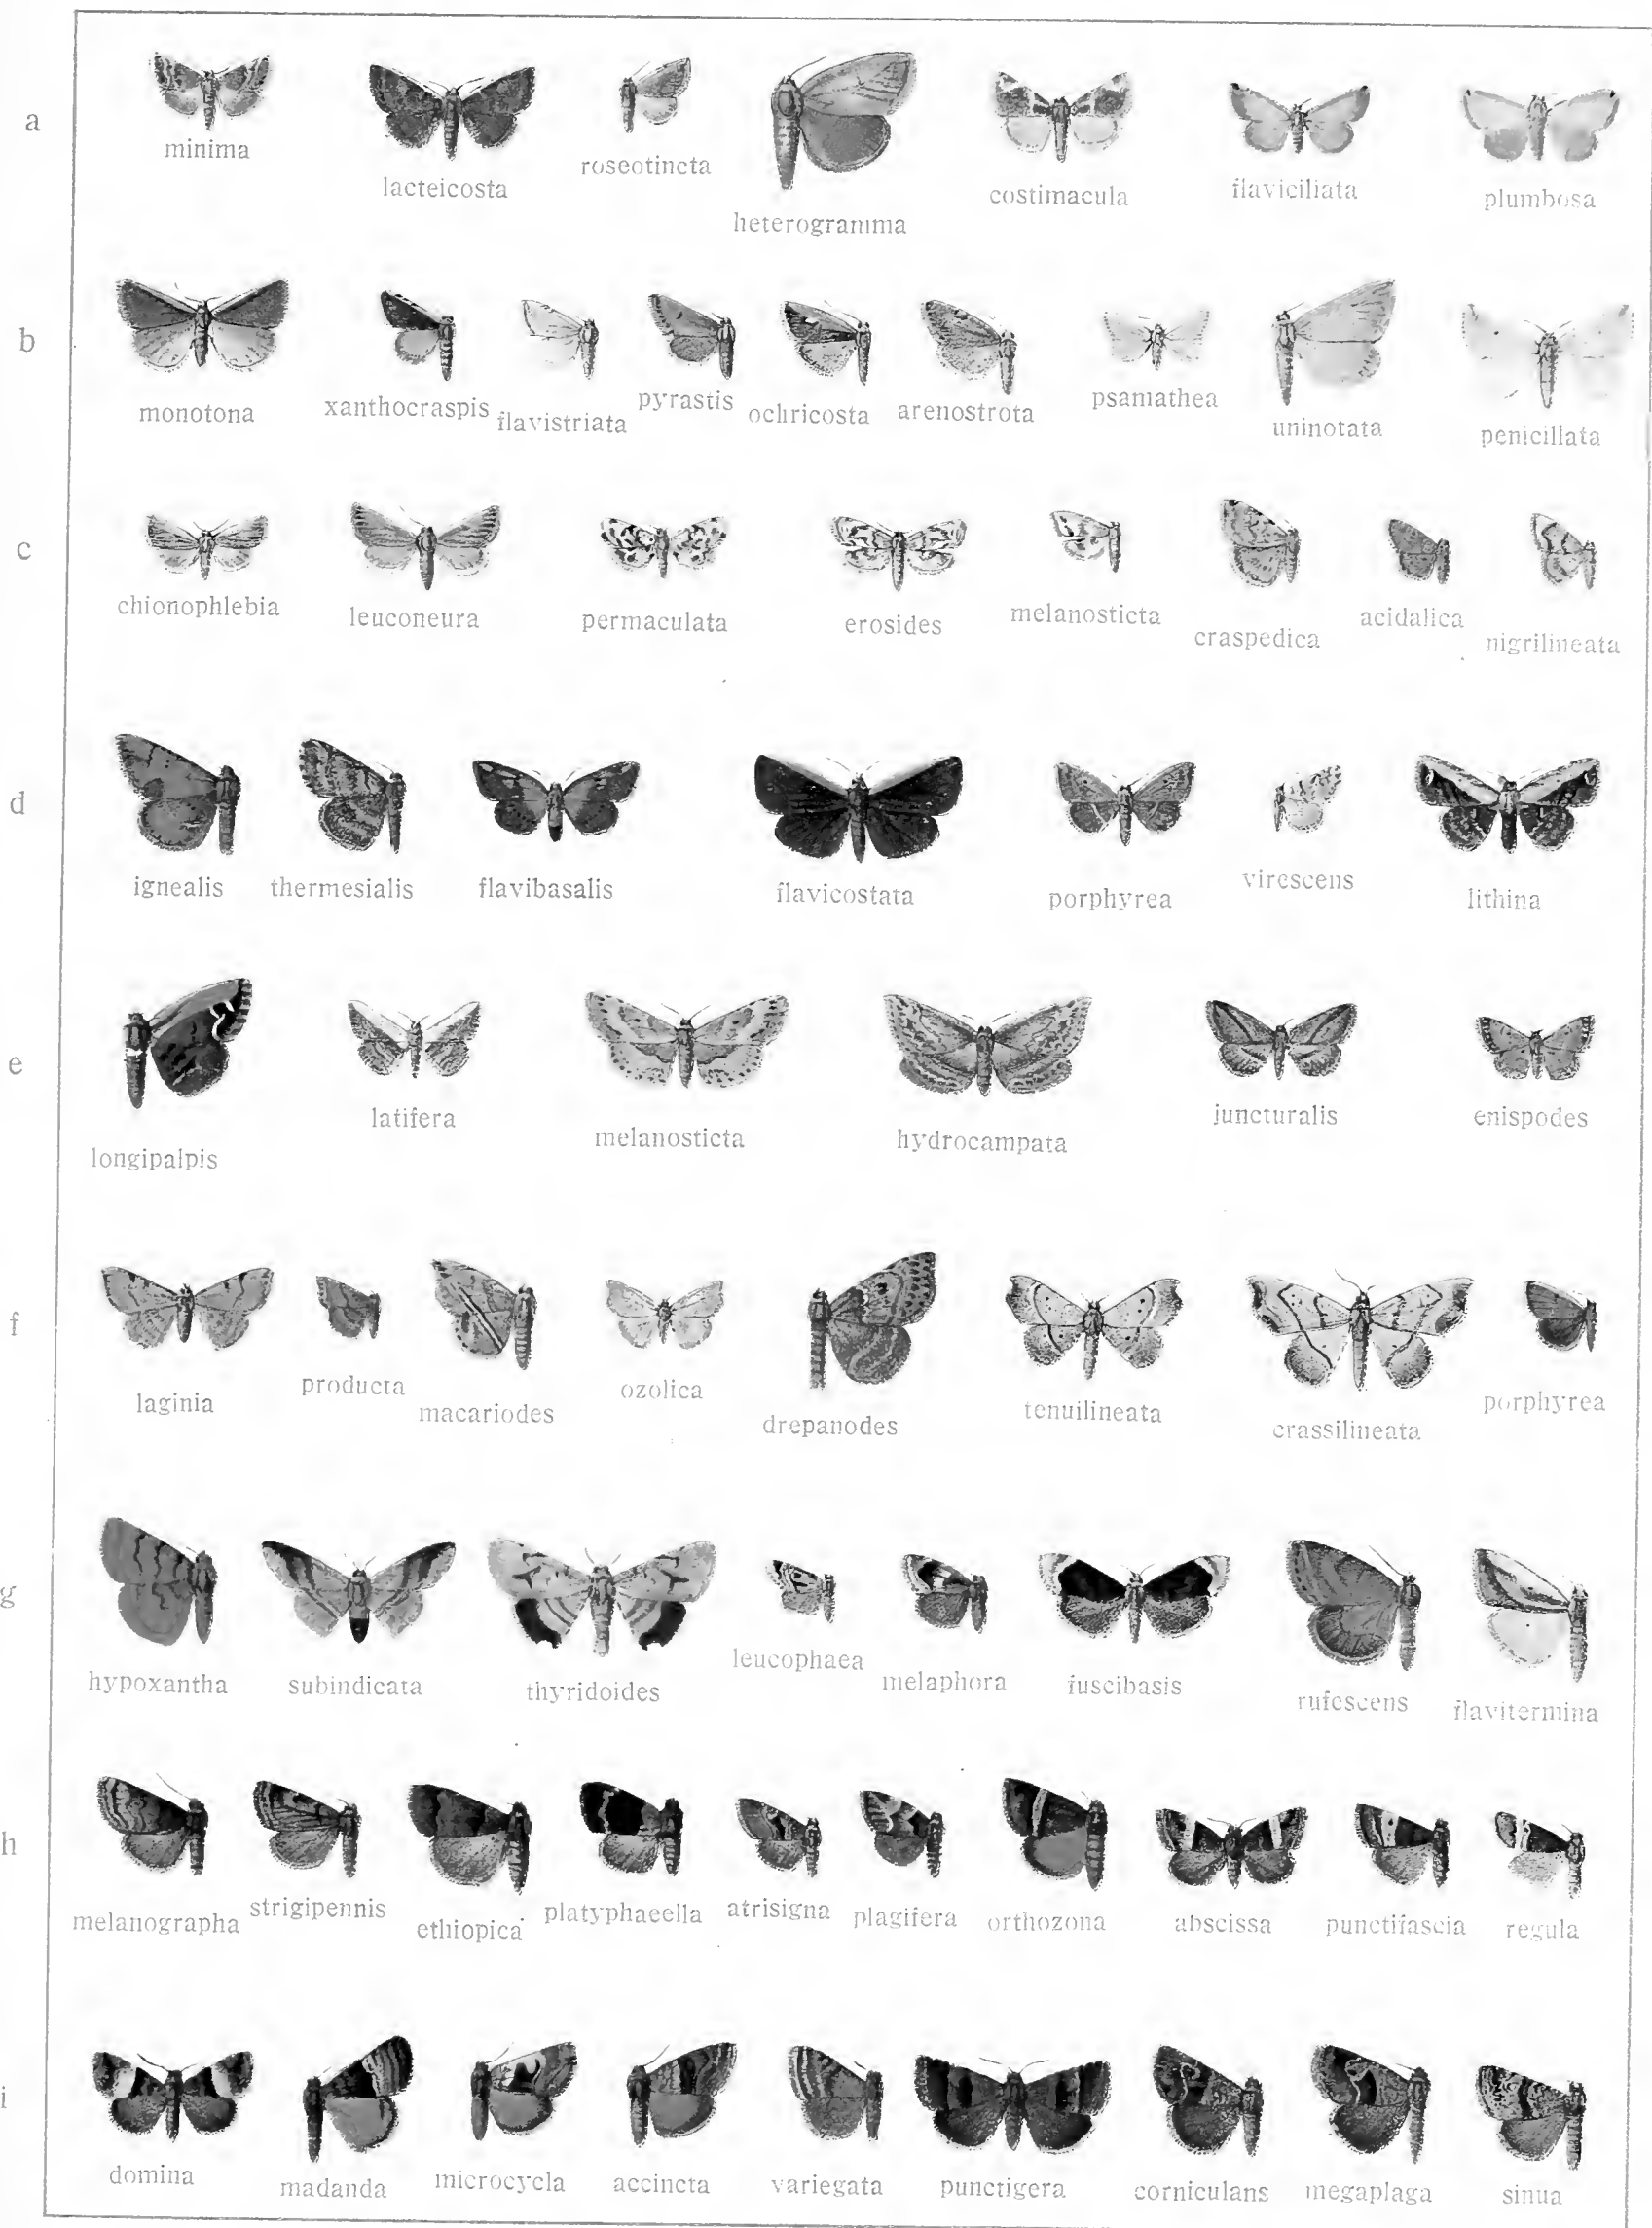 a minima lacteicosta roseotincta heterogramma costimacula flaviciliata plumbosa
b monotona xanthocraspis flavistriata pyrastis ochricosta arenostrota psamathea uninotata penicillata
c chionophlebia leuconeura permaculata erosides melanosticta craspedica acidalica nigrilineata
d ignealis thermesialis flavibasalis flavicostata porphyrea virescens lithina
e longipalpis latifera melanosticta hydrocampata juncturalis enispodes
f laginia producta macariodes ozolica drepanodes tenuilineata crassilineata porphyrea
g hypoxantha subindicata thyridoides leucophaea melaphora fuscibasis rufescens flavitermina
h melanographa strigipennis ethiopica platyphaeella atrisigna plagifera orthozona abscissa punctifascia regula
i domina madanda microcycla accincta variegata punctigera corniculans megaplaga sinua